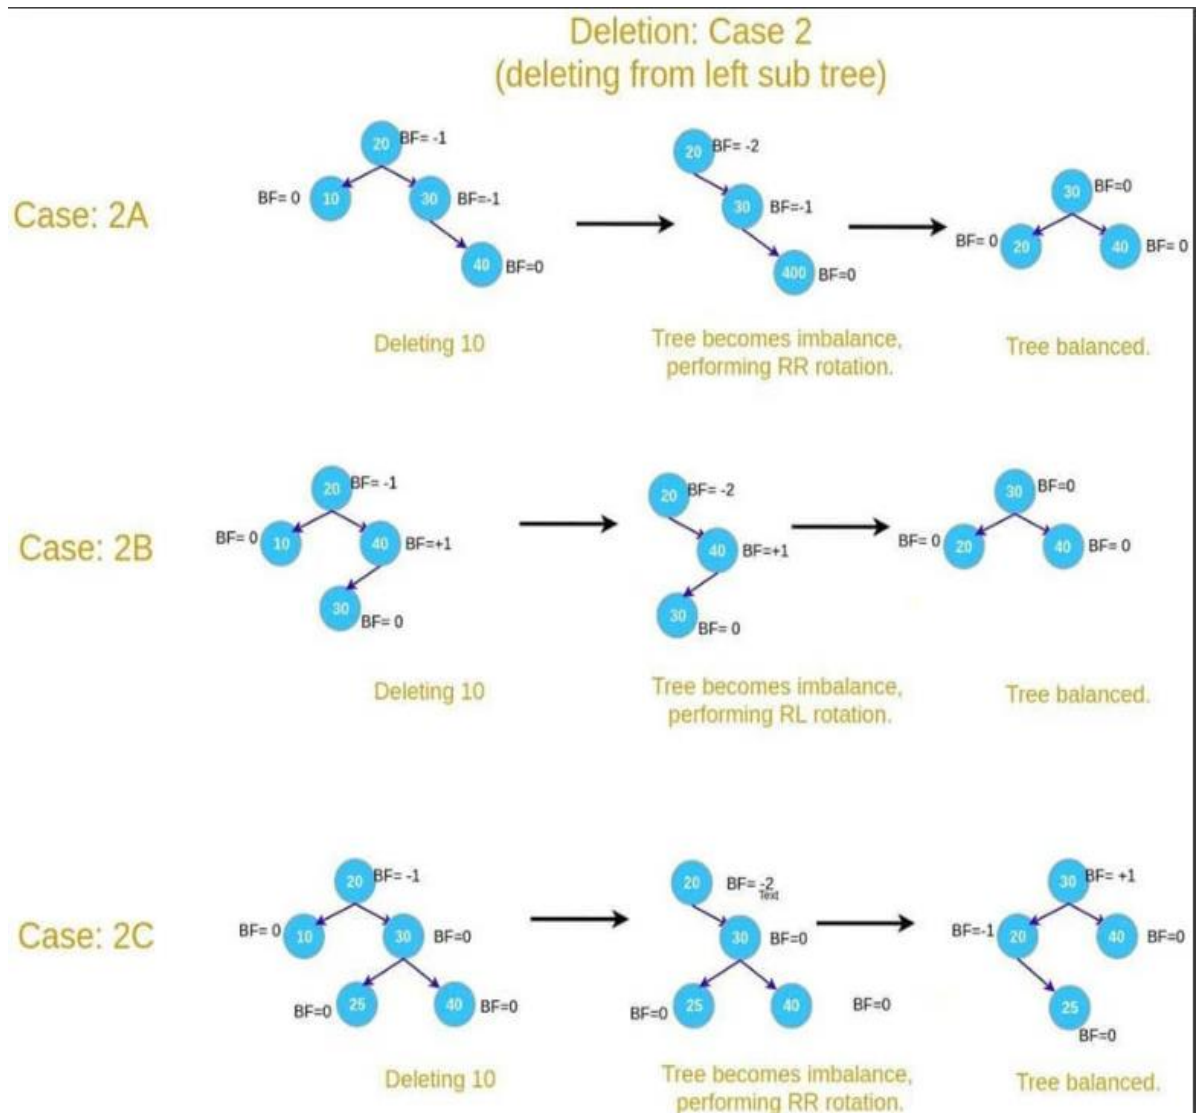 Deletion: Case 2
(deleting from left sub tree)
Case: 2A
20 BF= -1
BF= 0 10 30 BF=-1
40 BF=0
Deleting 10
20 BF= -2
30 BF=-1
400 BF=0
Tree becomes imbalance,
performing RR rotation.
30 BF=0
BF= 0 20 40 BF= 0
Tree balanced.
Case: 2B
20 BF= -1
BF= 0 10 40 BF=+1
30 BF= 0
Deleting 10
20 BF= -2
40 BF=+1
30 BF= 0
Tree becomes imbalance,
performing RL rotation.
30 BF=0
BF= 0 20 40 BF= 0
Tree balanced.
Case: 2C
20 BF= -1
BF= 0 10 30 BF=0
BF=0 25 40 BF=0
Deleting 10
20 BF= -2
Text
30 BF=0
BF=0 25 40 BF=0
Tree becomes imbalance,
performing RR rotation.
30 BF= +1
BF=-1 20 40 BF=0
25
BF=0
Tree balanced.